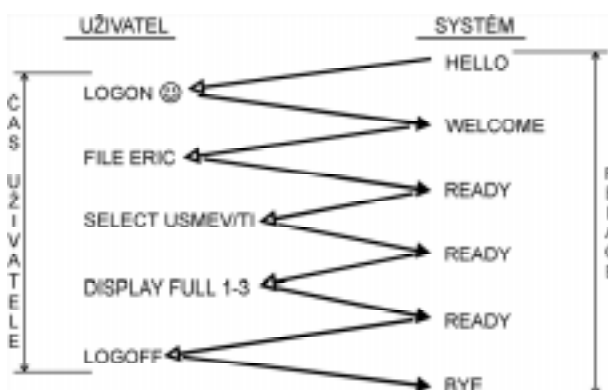 UŽIVATEL SYSTÉM
HELLO
LOGON ☺
WELCOME
FILE ERIC
READY
SELECT USMEV/TI
READY
DISPLAY FULL 1-3
READY
LOGOFF
BYE
ČAS UŽIVATELE